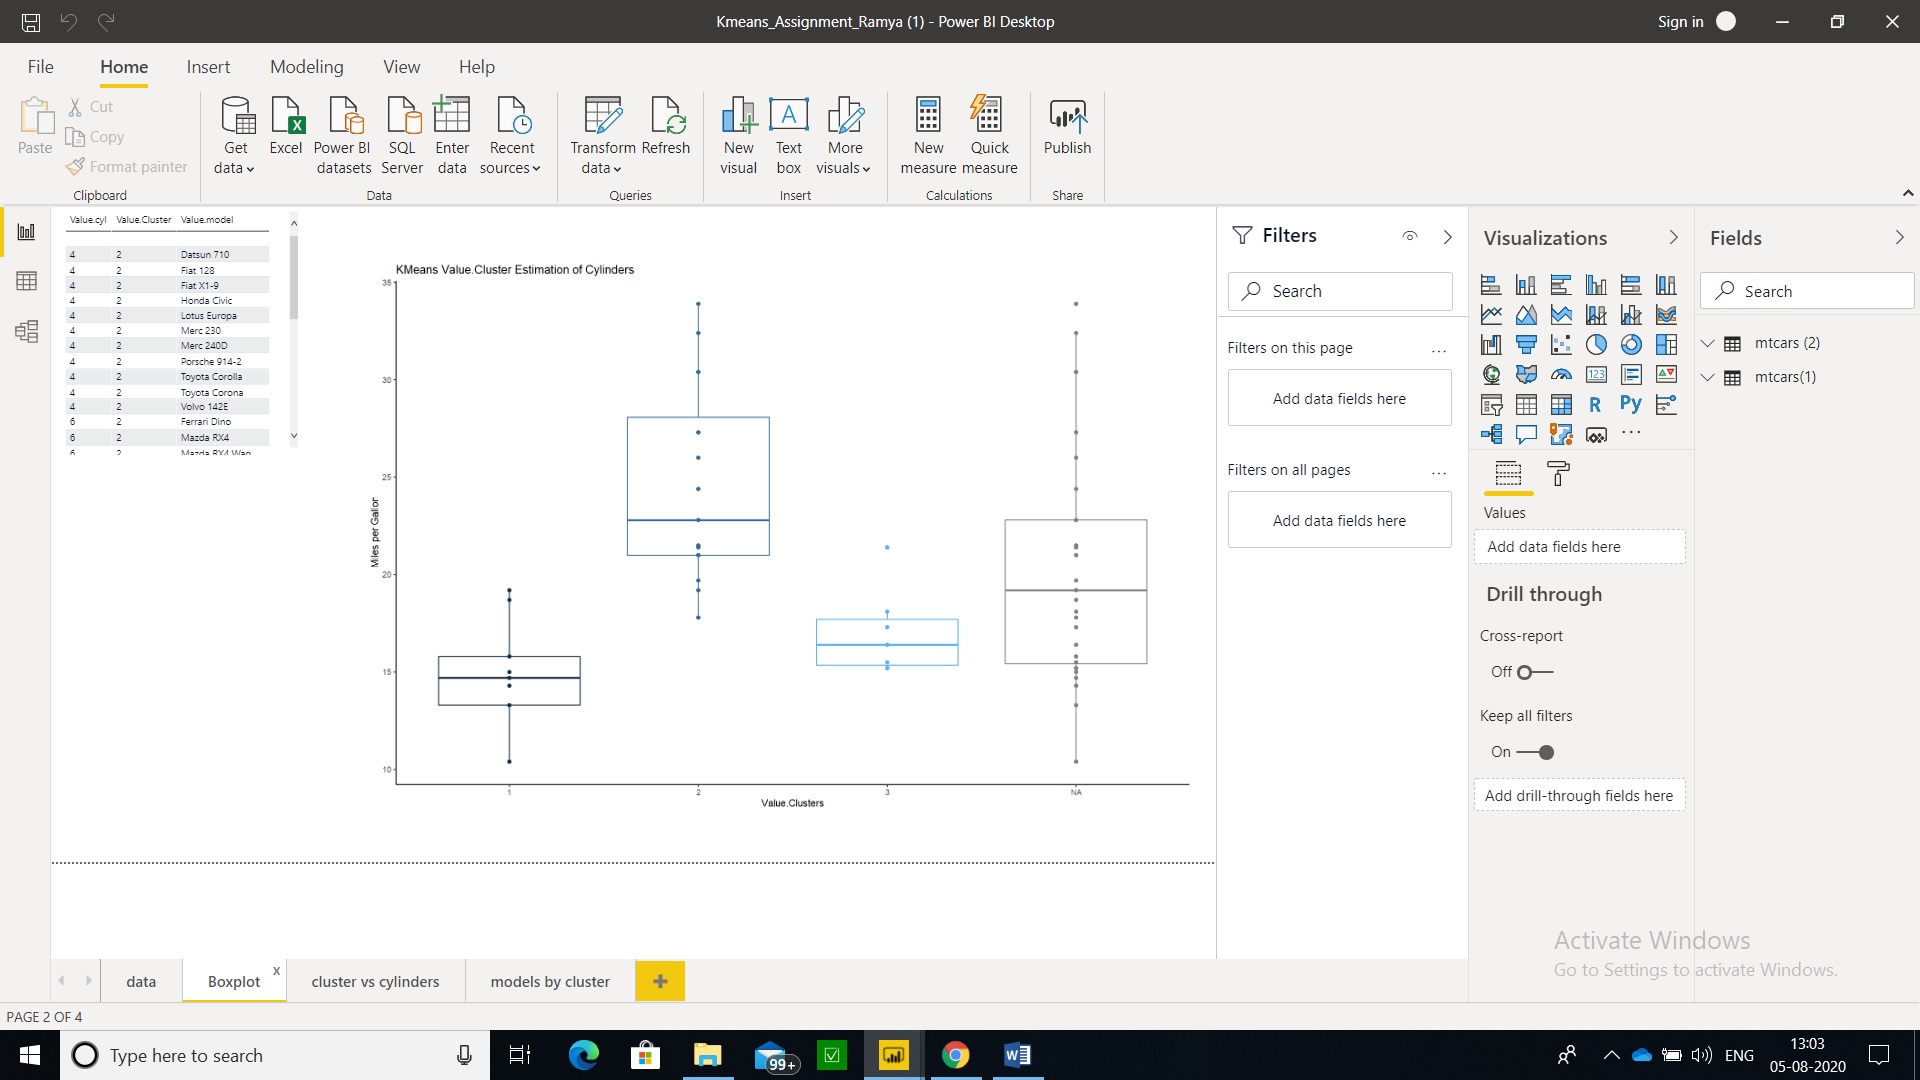 Kmeans_Assignment_Ramya (1) - Power BI Desktop
Sign in
File Home Insert Modeling View Help
Paste
Cut
Copy
Format painter
Clipboard
Get data
Excel
Power BI datasets
SQL Server
Enter data
Recent sources
Data
Transform data
Refresh
Queries
New visual
Text box
More visuals
Insert
New measure
Quick measure
Calculations
Publish
Share
Value.cyl Value.Cluster Value.model
4 2 Datsun 710
4 2 Fiat 128
4 2 Fiat X1-9
4 2 Honda Civic
4 2 Lotus Europa
4 2 Merc 230
4 2 Merc 240D
4 2 Porsche 914-2
4 2 Toyota Corolla
4 2 Toyota Corona
4 2 Volvo 142E
6 2 Ferrari Dino
6 2 Mazda RX4
6 2 Mazda RX4 Wag
KMeans Value.Cluster Estimation of Cylinders
35
30
25
20
15
10
Miles per Gallon
1 2 3 NA
Value.Clusters
Filters
Search
Filters on this page
...
Add data fields here
Filters on all pages
...
Add data fields here
Visualizations
123
R
Py
...
Values
Add data fields here
Drill through
Cross-report
Off
Keep all filters
On
Add drill-through fields here
Fields
Search
mtcars (2)
mtcars(1)
Activate Windows
Go to Settings to activate Windows.
data
Boxplot
x
cluster vs cylinders
models by cluster
+
PAGE 2 OF 4
Type here to search
99+
ENG
13:03
05-08-2020